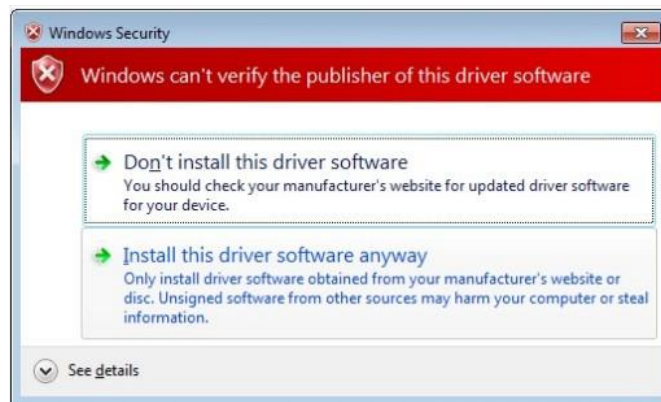 Windows Security
Windows can't verify the publisher of this driver software
Don't install this driver software
You should check your manufacturer's website for updated driver software
for your device.
Install this driver software anyway
Only install driver software obtained from your manufacturer's website or
disc. Unsigned software from other sources may harm your computer or steal
information.
See details